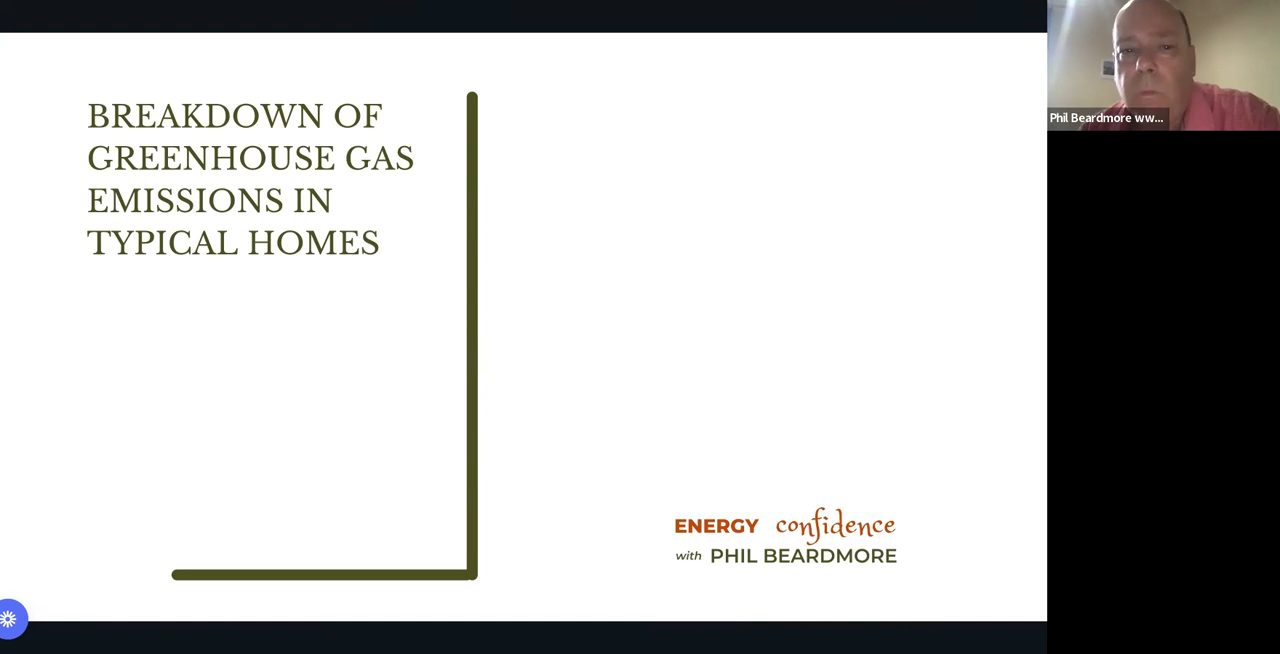 BREAKDOWN OF
GREENHOUSE GAS
EMISSIONS IN
TYPICAL HOMES
ENERGY confidence
with PHIL BEARDMORE
Phil Beardmore ww...